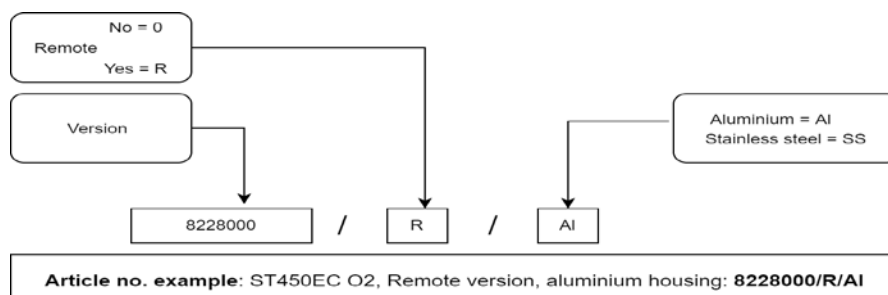 No = 0
Remote
Yes = R
Version
Aluminium = Al
Stainless steel = SS
8228000 / R / Al
Article no. example: ST450EC O2, Remote version, aluminium housing: 8228000/R/Al